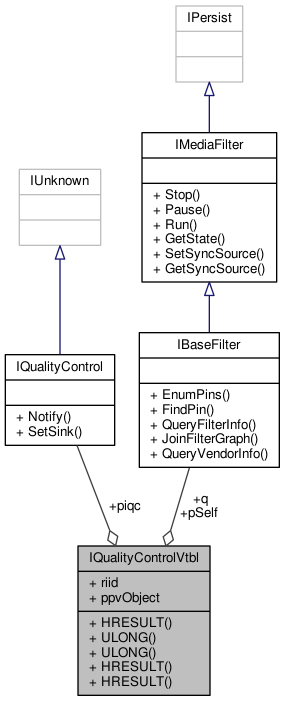 IPersist
IMediaFilter
+ Stop()
+ Pause()
+ Run()
+ GetState()
+ SetSyncSource()
+ GetSyncSource()
IUnknown
IQualityControl
+ Notify()
+ SetSink()
IBaseFilter
+ EnumPins()
+ FindPin()
+ QueryFilterInfo()
+ JoinFilterGraph()
+ QueryVendorInfo()
+piqc
+q
+pSelf
IQualityControlVtbl
+ riid
+ ppvObject
+ HRESULT()
+ ULONG()
+ ULONG()
+ HRESULT()
+ HRESULT()